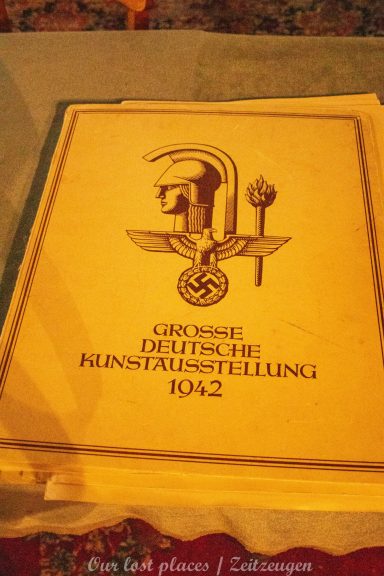 GROSSE
DEUTSCHE
KUNSTAUSSTELLUNG
1942
Our lost places | Zeitzeugen